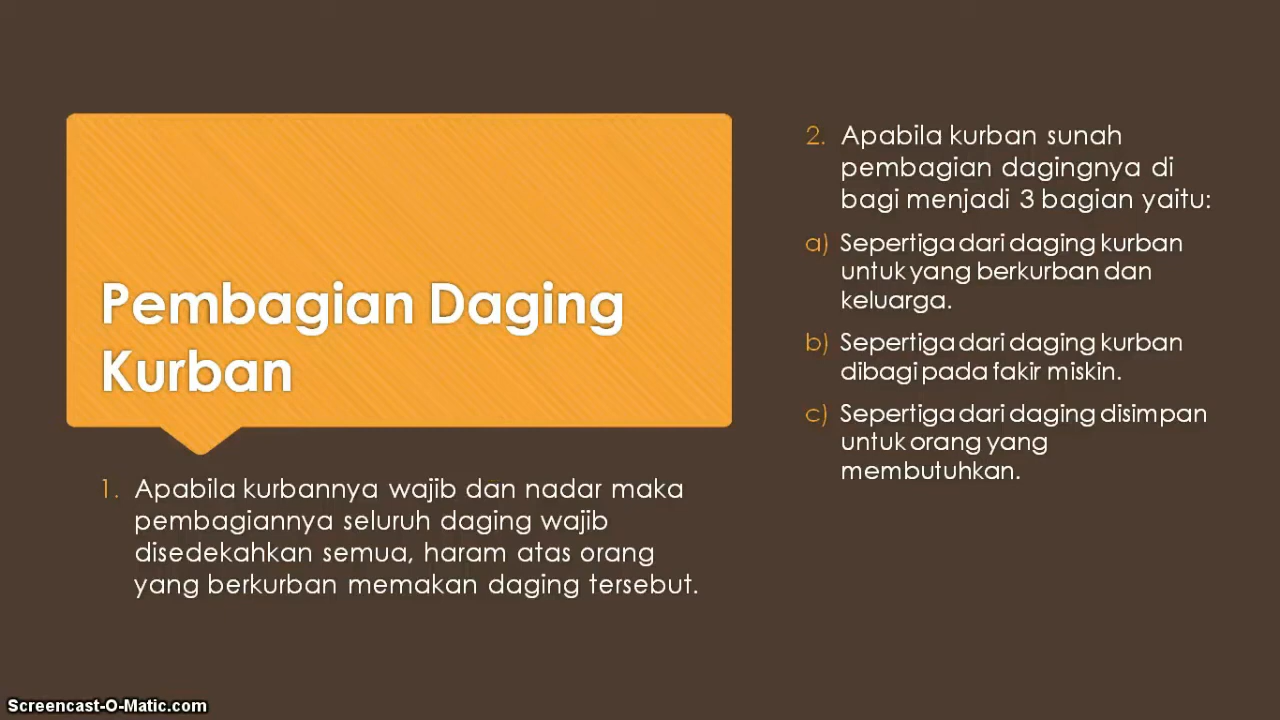 Pembagian Daging
Kurban
1. Apabila kurbannya wajib dan nadar maka
pembagiannya seluruh daging wajib
disedekahkan semua, haram atas orang
yang berkurban memakan daging tersebut.
2. Apabila kurban sunah
pembagian dagingnya di
bagi menjadi 3 bagian yaitu:
a) Sepertiga dari daging kurban
untuk yang berkurban dan
keluarga.
b) Sepertiga dari daging kurban
dibagi pada fakir miskin.
c) Sepertiga dari daging disimpan
untuk orang yang
membutuhkan.
Screencast-O-Matic.com